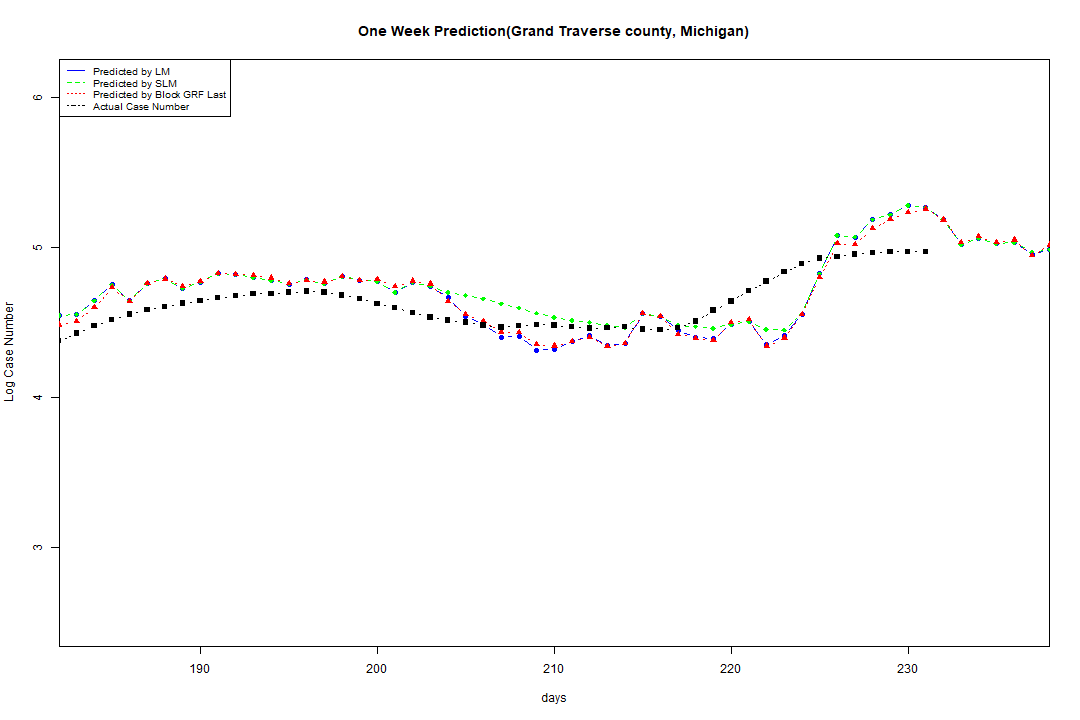 One Week Prediction(Grand Traverse county, Michigan)
Predicted by LM
Predicted by SLM
Predicted by Block GRF Last
Actual Case Number
6
5
4
3
Log Case Number
190 200 210 220 230
days